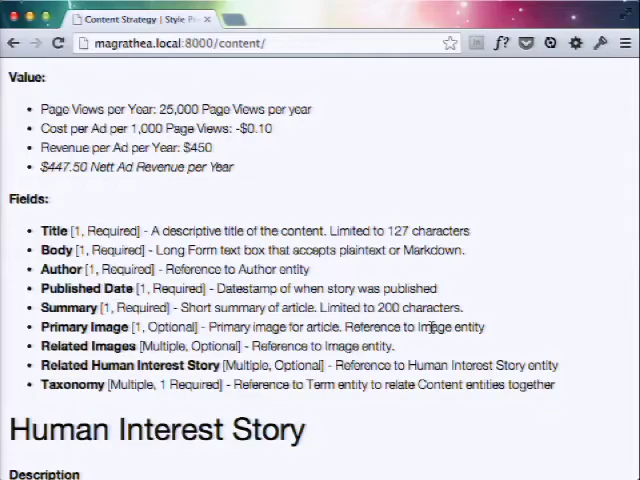 Content Strategy | Style Pr
magrathea.local:8000/content/
Value:
Page Views per Year: 25,000 Page Views per year
Cost per Ad per 1,000 Page Views: -$0.10
Revenue per Ad per Year: $450
$447.50 Nett Ad Revenue per Year
Fields:
Title [1, Required] - A descriptive title of the content. Limited to 127 characters
Body [1, Required] - Long Form text box that accepts plaintext or Markdown.
Author [1, Required] - Reference to Author entity
Published Date [1, Required] - Datestamp of when story was published
Summary [1, Required] - Short summary of article. Limited to 200 characters.
Primary Image [1, Optional] - Primary image for article. Reference to Image entity
Related Images [Multiple, Optional] - Reference to Image entity.
Related Human Interest Story [Multiple, Optional] - Reference to Human Interest Story entity
Taxonomy [Multiple, 1 Required] - Reference to Term entity to relate Content entities together
Human Interest Story
Description